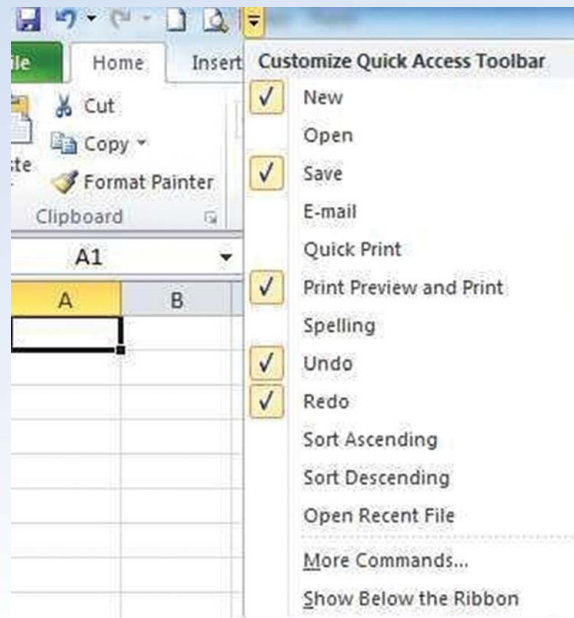 Home Insert
Cut
Copy
Format Painter
Clipboard
A1
A B
Customize Quick Access Toolbar
New
Open
Save
E-mail
Quick Print
Print Preview and Print
Spelling
Undo
Redo
Sort Ascending
Sort Descending
Open Recent File
More Commands...
Show Below the Ribbon